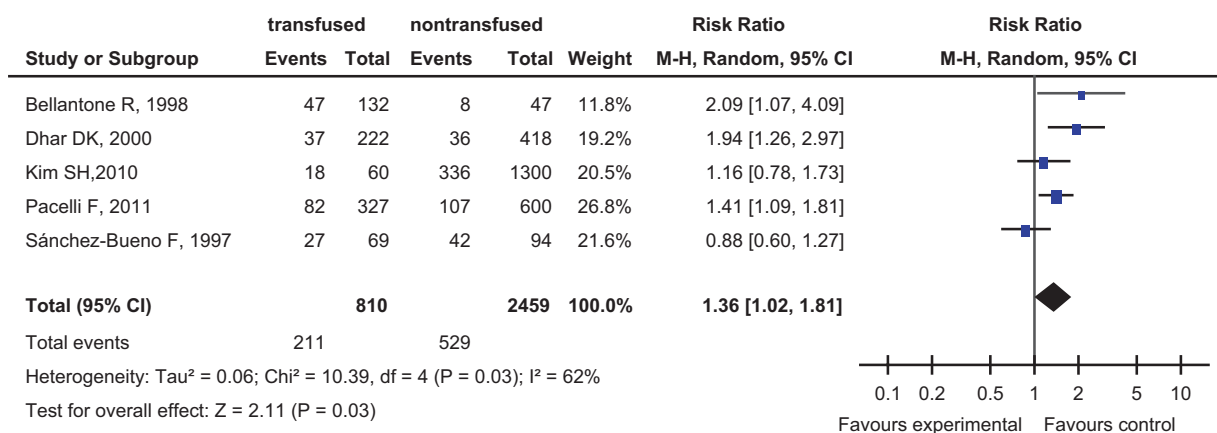 transfused nontransfused Risk Ratio Risk Ratio
Study or Subgroup Events Total Events Total Weight M-H, Random, 95% CI M-H, Random, 95% CI
Bellantone R, 1998 47 132 8 47 11.8% 2.09 [1.07, 4.09]
Dhar DK, 2000 37 222 36 418 19.2% 1.94 [1.26, 2.97]
Kim SH,2010 18 60 336 1300 20.5% 1.16 [0.78, 1.73]
Pacelli F, 2011 82 327 107 600 26.8% 1.41 [1.09, 1.81]
Sánchez-Bueno F, 1997 27 69 42 94 21.6% 0.88 [0.60, 1.27]
Total (95% CI) 810 2459 100.0% 1.36 [1.02, 1.81]
Total events 211 529
Heterogeneity: Tau² = 0.06; Chi² = 10.39, df = 4 (P = 0.03); I² = 62%
Test for overall effect: Z = 2.11 (P = 0.03)
0.1 0.2 0.5 1 2 5 10
Favours experimental Favours control